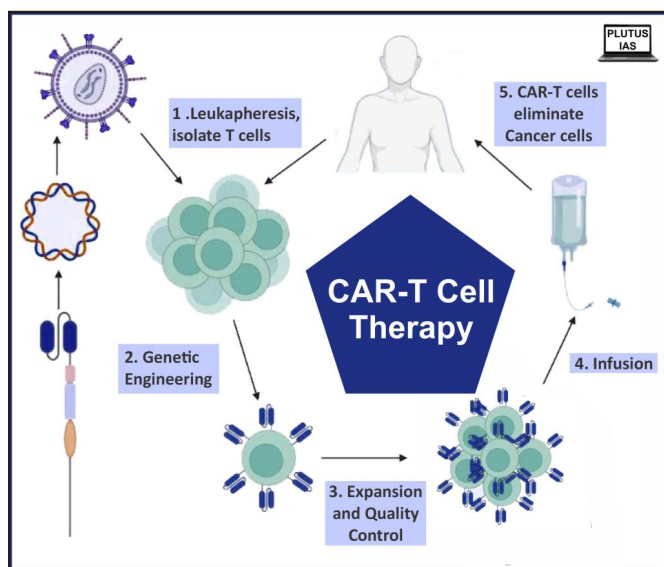 PLUTUS
IAS
1 .Leukapheresis,
isolate T cells
5. CAR-T cells
eliminate
Cancer cells
CAR-T Cell
Therapy
2. Genetic
Engineering
4. Infusion
3. Expansion
and Quality
Control